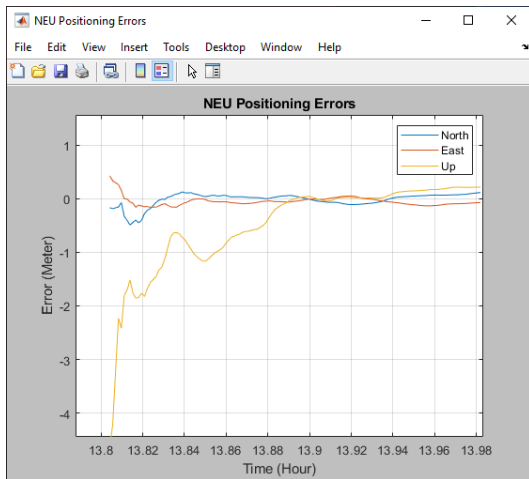 NEU Positioning Errors
File Edit View Insert Tools Desktop Window Help
NEU Positioning Errors
North
East
Up
1
0
-1
-2
-3
-4
Error (Meter)
13.8 13.82 13.84 13.86 13.88 13.9 13.92 13.94 13.96 13.98
Time (Hour)